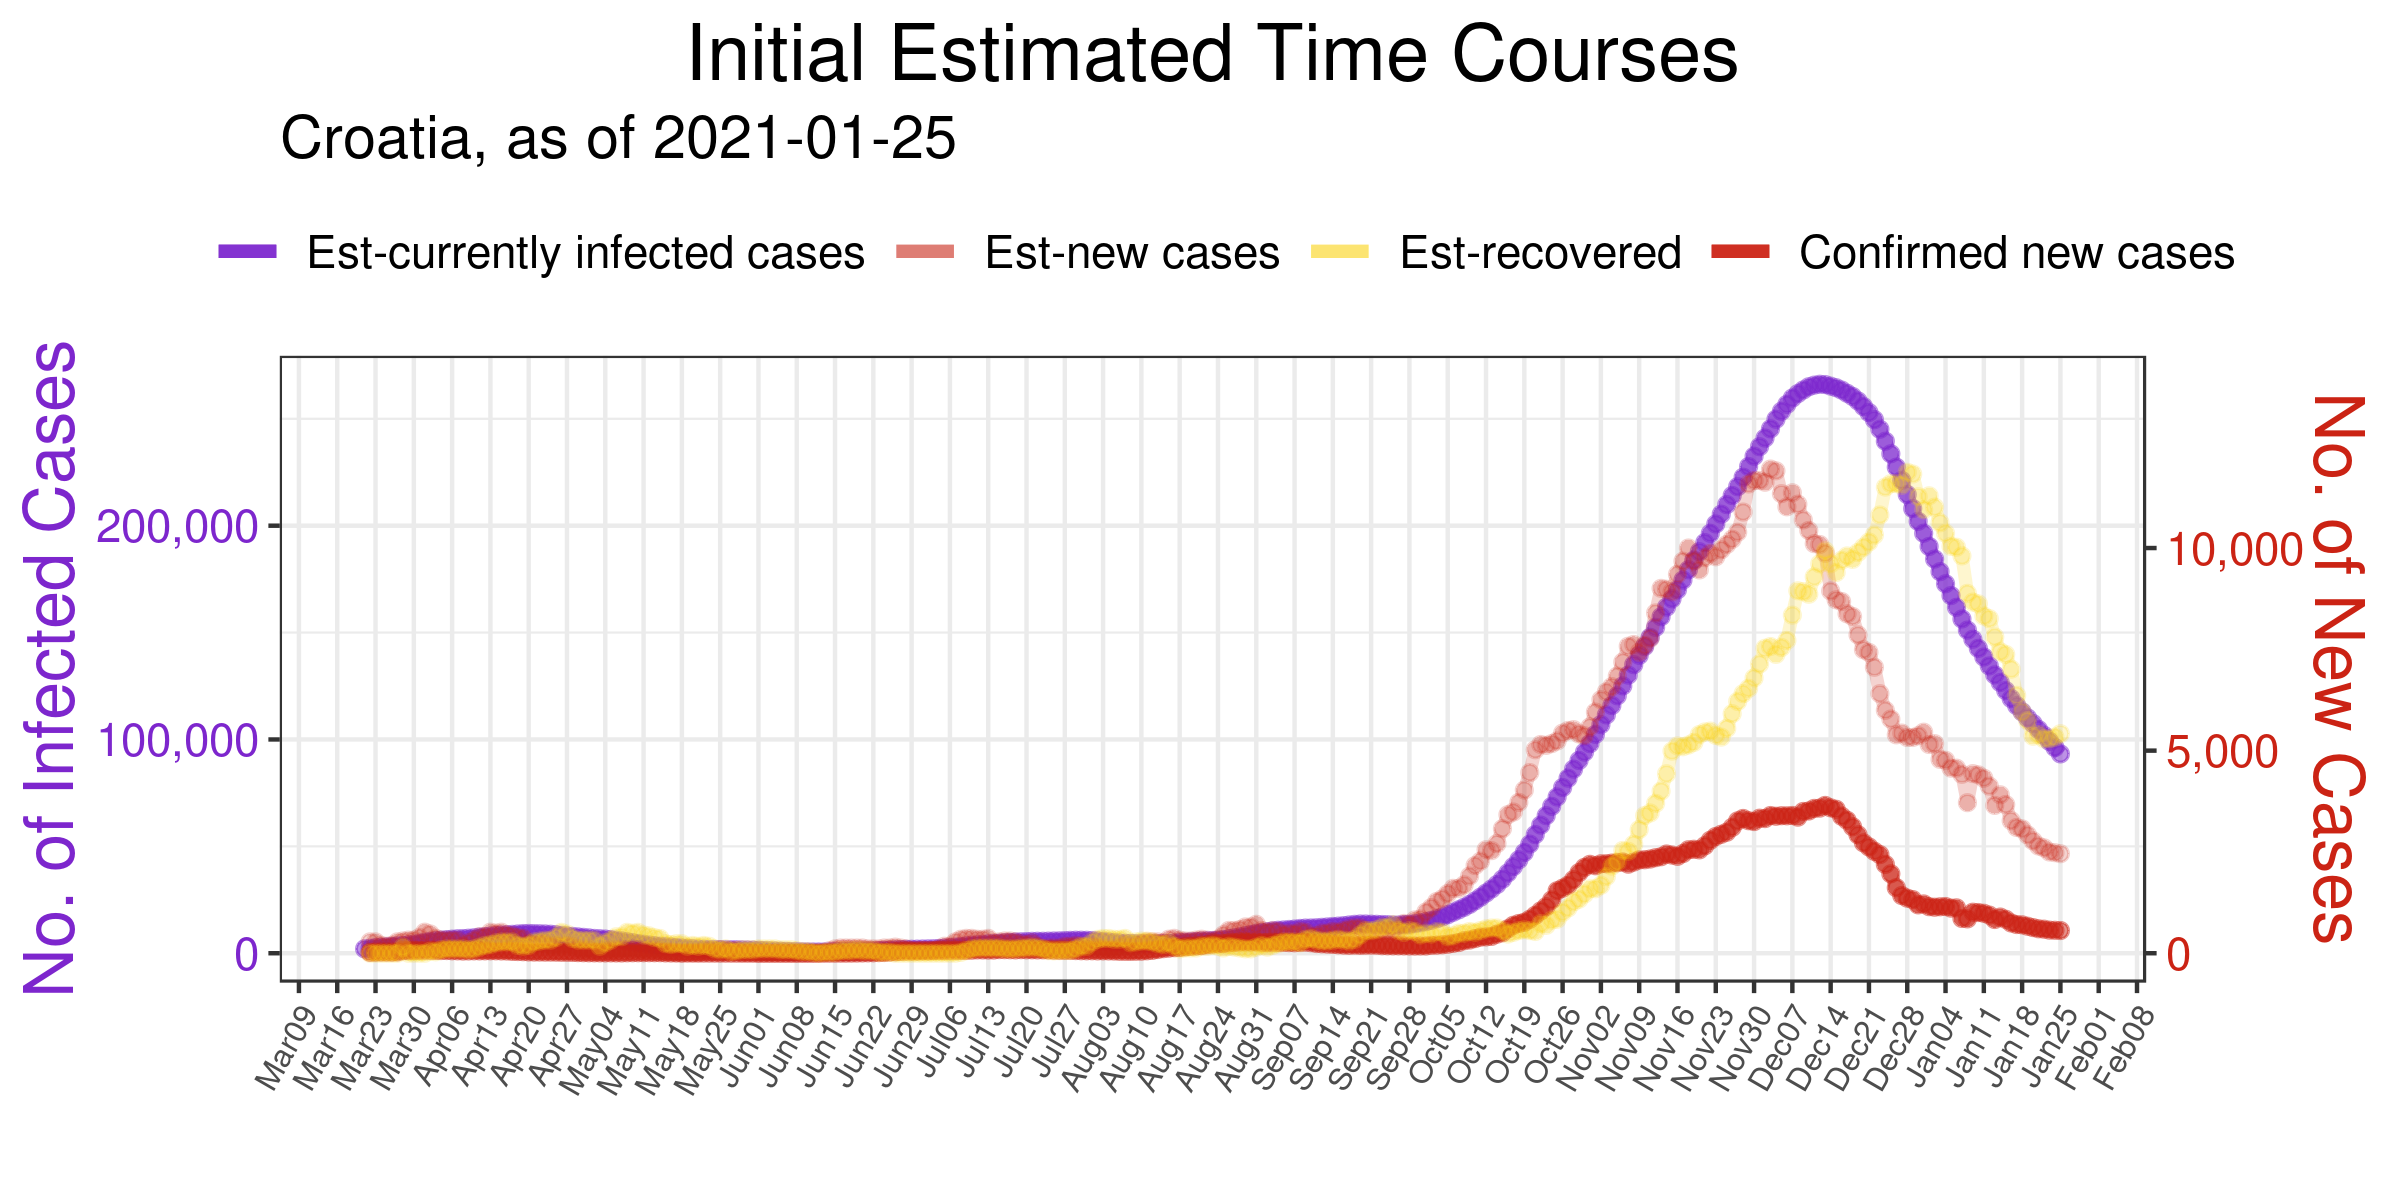 Initial Estimated Time Courses
Croatia, as of 2021-01-25
Est-currently infected cases Est-new cases Est-recovered Confirmed new cases
No. of Infected Cases
200,000
100,000
0
10,000
5,000
0
No. of New Cases
Mar09 Mar16 Mar23 Mar30 Apr06 Apr13 Apr20 Apr27 May04 May11 May18 May25 Jun01 Jun08 Jun15 Jun22 Jun29 Jul06 Jul13 Jul20 Jul27 Aug03 Aug10 Aug17 Aug24 Aug31 Sep07 Sep14 Sep21 Sep28 Oct05 Oct12 Oct19 Oct26 Nov02 Nov09 Nov16 Nov23 Nov30 Dec07 Dec14 Dec21 Dec28 Dec04 Jan11 Jan18 Jan25 Feb01 Feb08